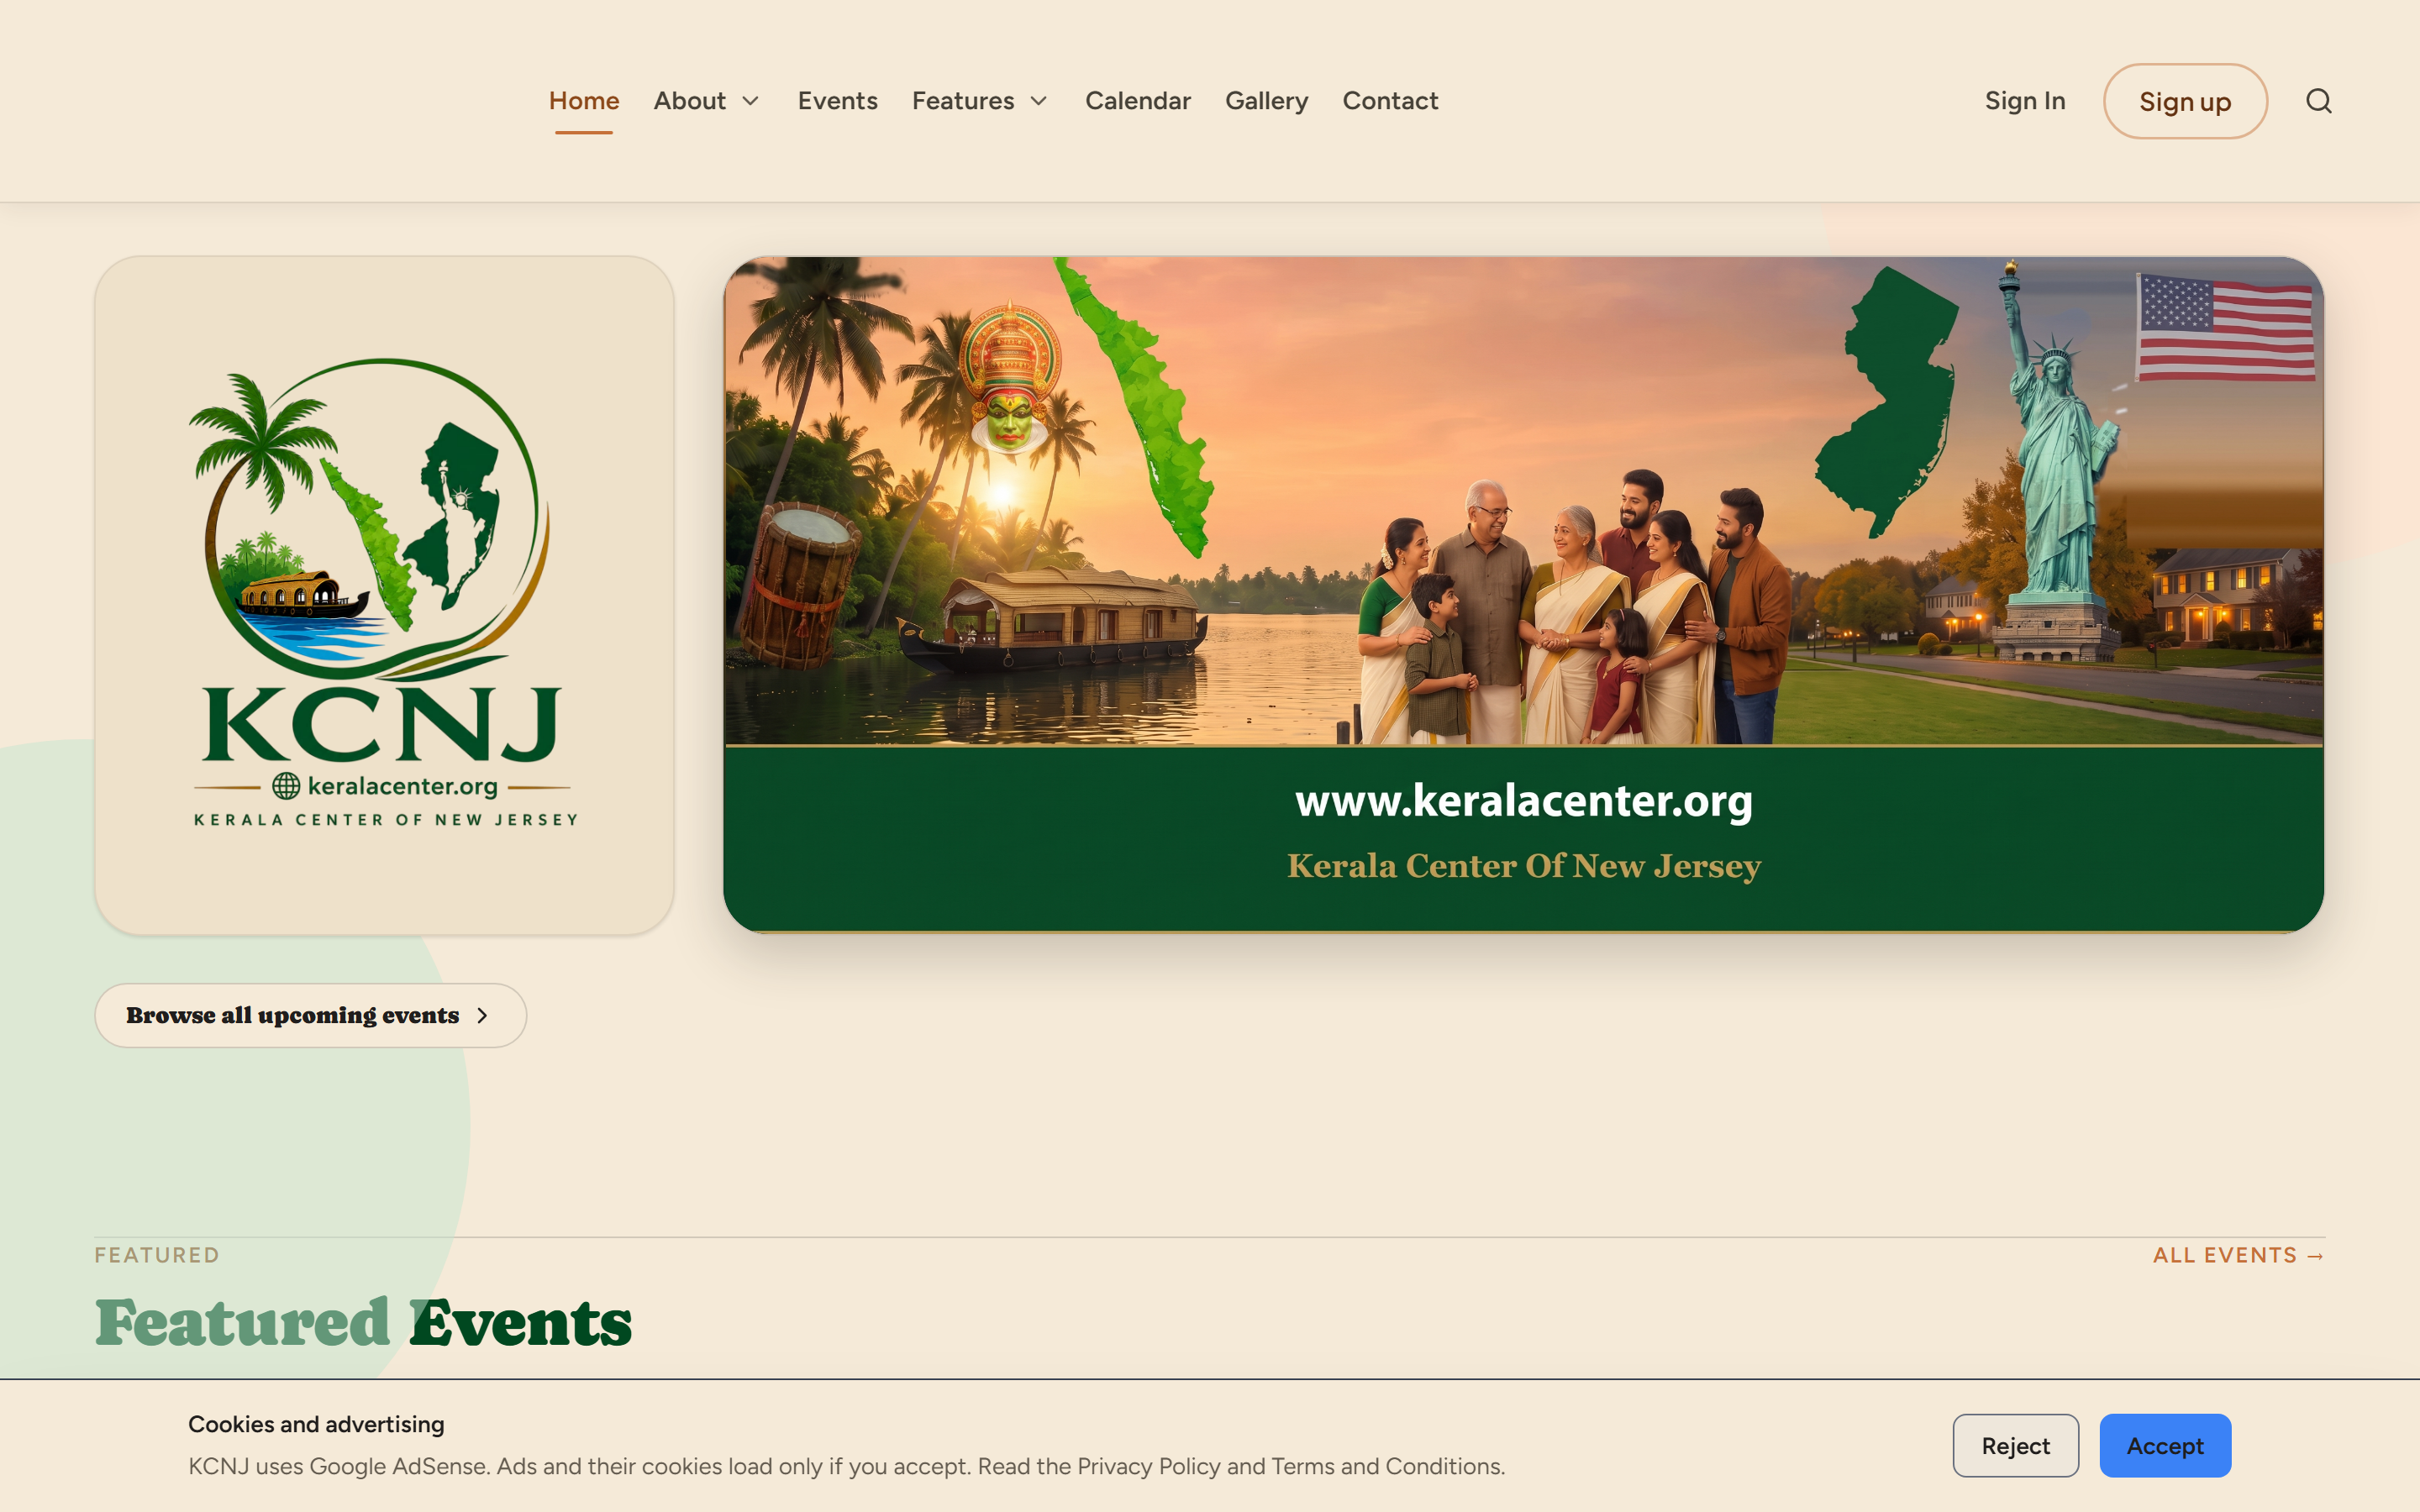 Home About Events Features Calendar Gallery Contact Sign In Sign up
KCNJ
keralacenter.org
KERALA CENTER OF NEW JERSEY
www.keralacenter.org
Kerala Center Of New Jersey
Browse all upcoming events
FEATURED
ALL EVENTS →
Featured Events
Cookies and advertising
KCNJ uses Google AdSense. Ads and their cookies load only if you accept. Read the Privacy Policy and Terms and Conditions.
Reject
Accept